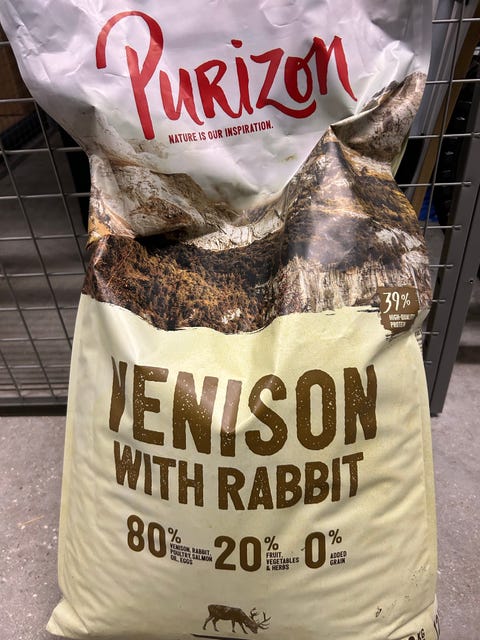 PURIZON
NATURE IS OUR INSPIRATION.
39%
HIGH-QUALITY
PROTEIN
VENISON
WITH RABBIT
80%
VENISON, RABBIT,
POULTRY, SALMON
OIL, EGGS
20%
FRUIT,
VEGETABLES
& HERBS
0%
ADDED
GRAIN
kg